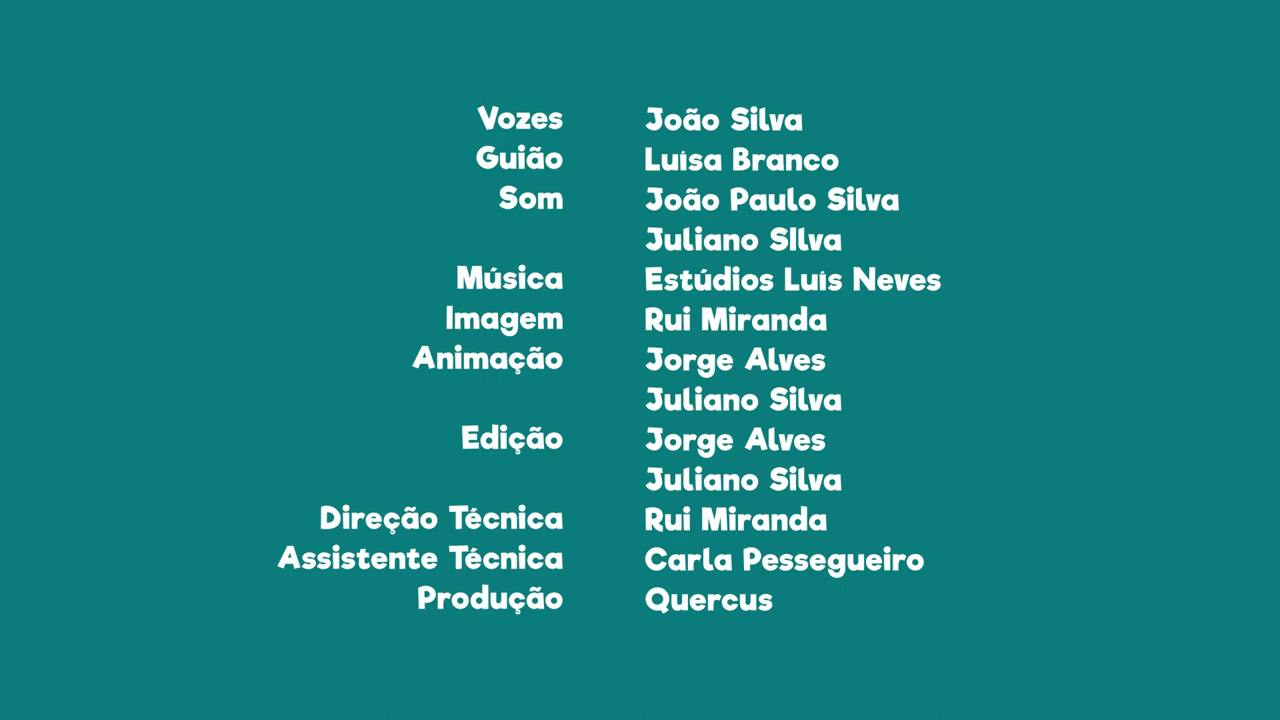 Vozes João Silva
Guião Luísa Branco
Som João Paulo Silva
Juliano SIlva
Música Estúdios Luís Neves
Imagem Rui Miranda
Animação Jorge Alves
Juliano Silva
Edição Jorge Alves
Juliano Silva
Direção Técnica Rui Miranda
Assistente Técnica Carla Pessegueiro
Produção Quercus